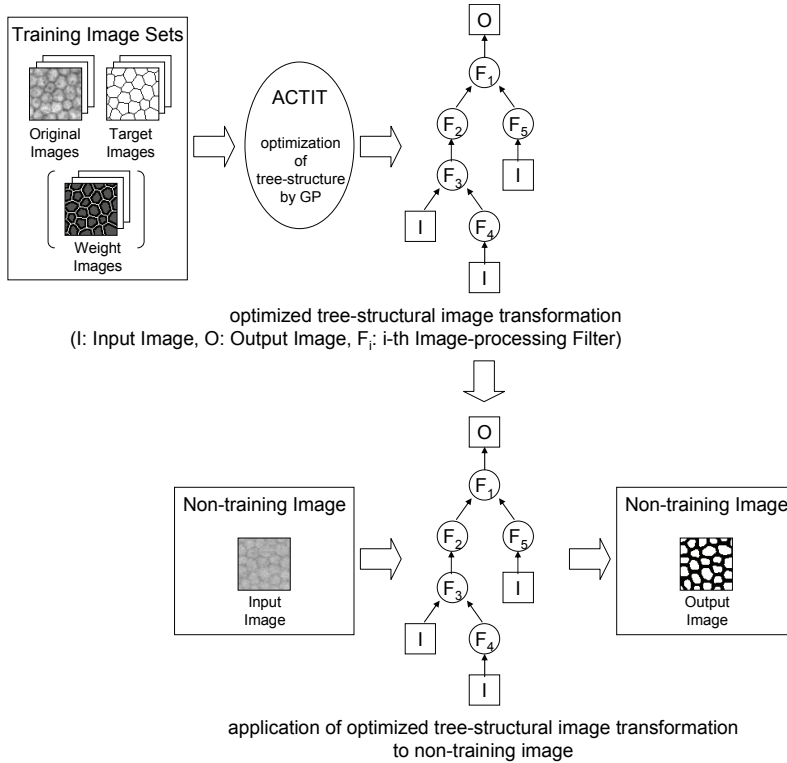 Training Image Sets
Original
Images
Target
Images
Weight
Images
ACTIT
optimization
of
tree-structure
by GP
O
F1
F2
F5
F3
I
I
F4
I
optimized tree-structural image transformation
(I: Input Image, O: Output Image, Fi: i-th Image-processing Filter)
Non-training Image
Input
Image
O
F1
F2
F5
F3
I
I
F4
I
Non-training Image
Output
Image
application of optimized tree-structural image transformation
to non-training image